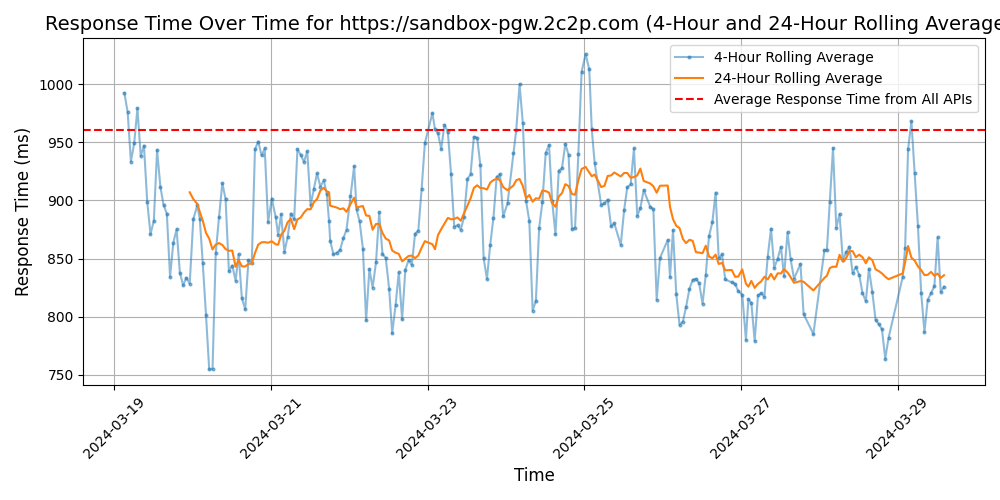 Response Time Over Time for https://sandbox-pgw.2c2p.com (4-Hour and 24-Hour Rolling Average
4-Hour Rolling Average
24-Hour Rolling Average
Average Response Time from All APIs
Response Time (ms)
1000
950
900
850
800
750
2024-03-19
2024-03-21
2024-03-23
2024-03-25
2024-03-27
2024-03-29
Time